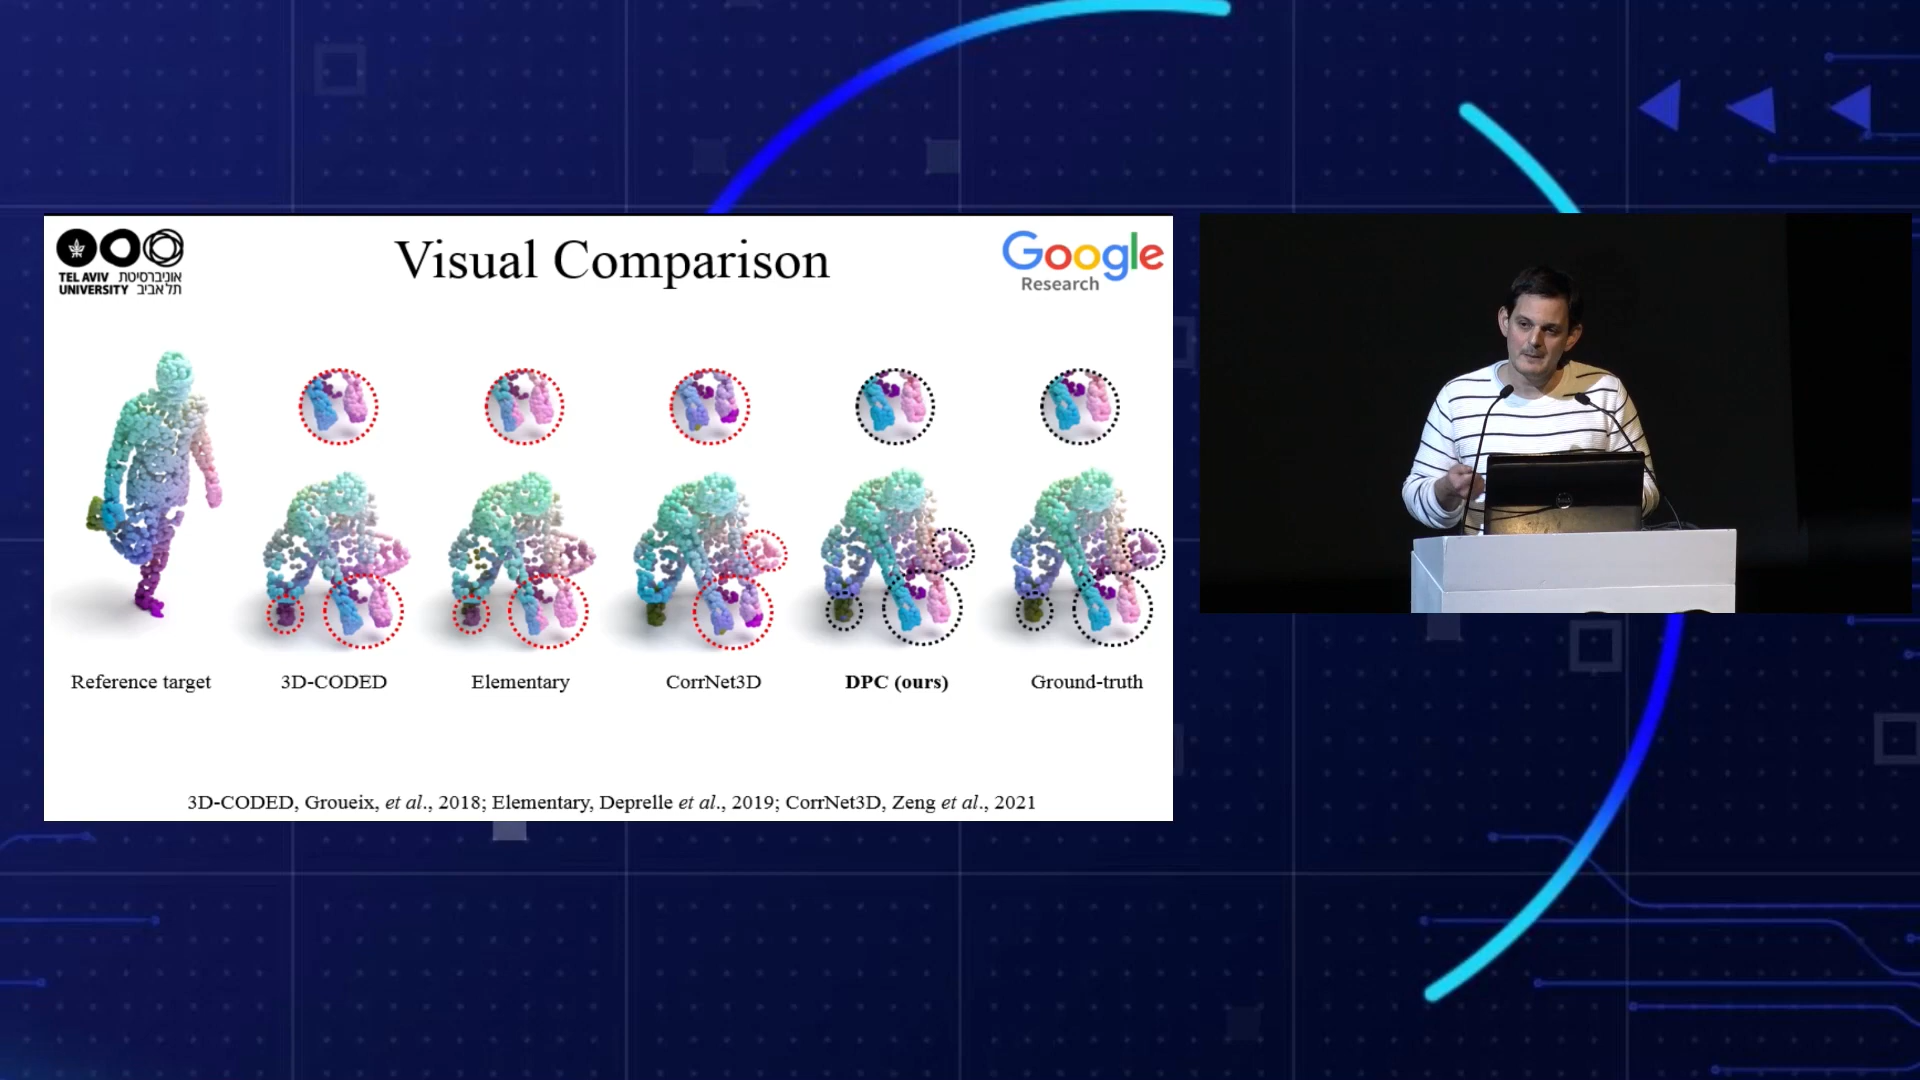 TEL AVIV אוניברסיטת
UNIVERSITY תל אביב
Visual Comparison
Google
Research
Reference target
3D-CODED
Elementary
CorrNet3D
DPC (ours)
Ground-truth
3D-CODED, Groueix, et al., 2018; Elementary, Deprelle et al., 2019; CorrNet3D, Zeng et al., 2021